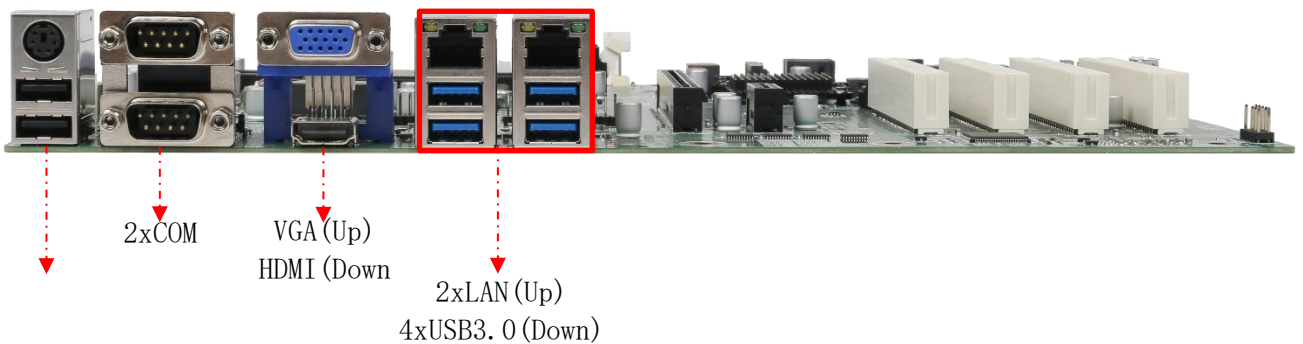 2xCOM
VGA(Up)
HDMI(Down
2xLAN(Up)
4xUSB3.0(Down)